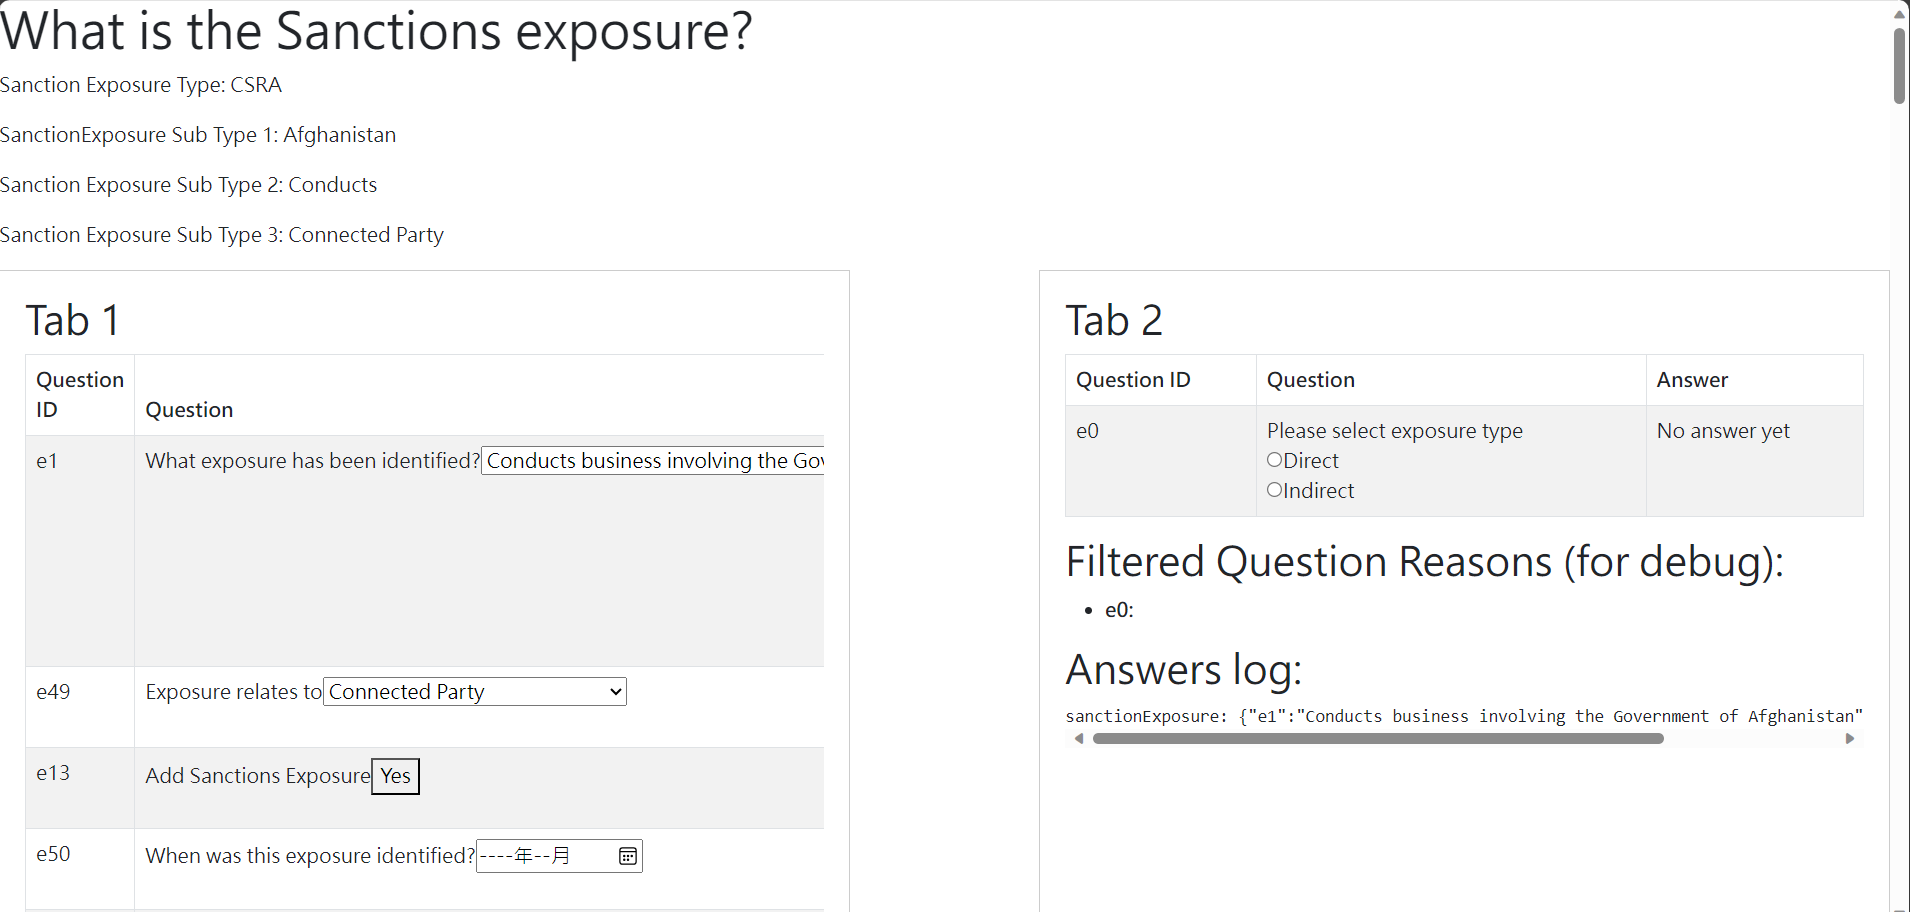 What is the Sanctions exposure?
Sanction Exposure Type: CSRA
SanctionExposure Sub Type 1: Afghanistan
Sanction Exposure Sub Type 2: Conducts
Sanction Exposure Sub Type 3: Connected Party
Tab 1
Question ID
Question
e1
What exposure has been identified? Conducts business involving the Gov
e49
Exposure relates to Connected Party
e13
Add Sanctions Exposure Yes
e50
When was this exposure identified? ----年--月
Tab 2
Question ID Question Answer
e0
Please select exposure type
Direct
Indirect
No answer yet
Filtered Question Reasons (for debug):
e0:
Answers log:
sanctionExposure: {"e1":"Conducts business involving the Government of Afghanistan"